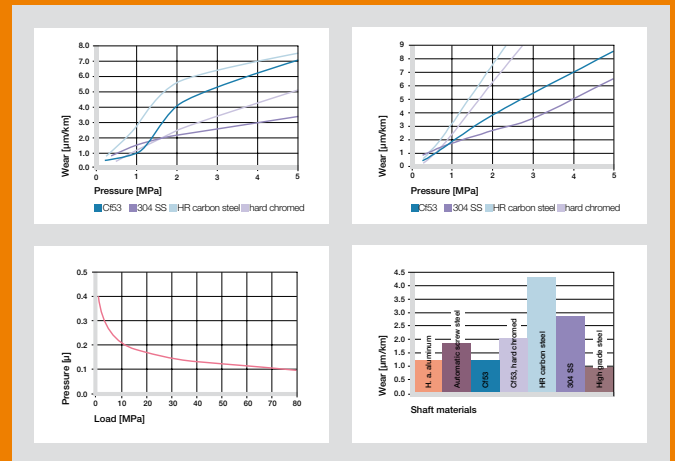 8.0
7.0
6.0
5.0
4.0
3.0
2.0
1.0
0.0
Wear [μm/km]
0 1 2 3 4 5
Pressure [MPa]
Cf53 304 SS HR carbon steel hard chromed
9
8
7
6
5
4
3
2
1
0
Wear [μm/km]
0 1 2 3 4 5
Pressure [MPa]
Cf53 304 SS HR carbon steel hard chromed
0.5
0.4
0.3
0.2
0.1
0.0
Pressure [μ]
0 10 20 30 40 50 60 70 80
Load [MPa]
4.5
4.0
3.5
3.0
2.5
2.0
1.5
1.0
0.5
0.0
Wear [μm/km]
H. a. aluminum
Automatic screw steel
Cf53
Cf53, hard chromed
HR carbon steel
304 SS
High grade steel
Shaft materials